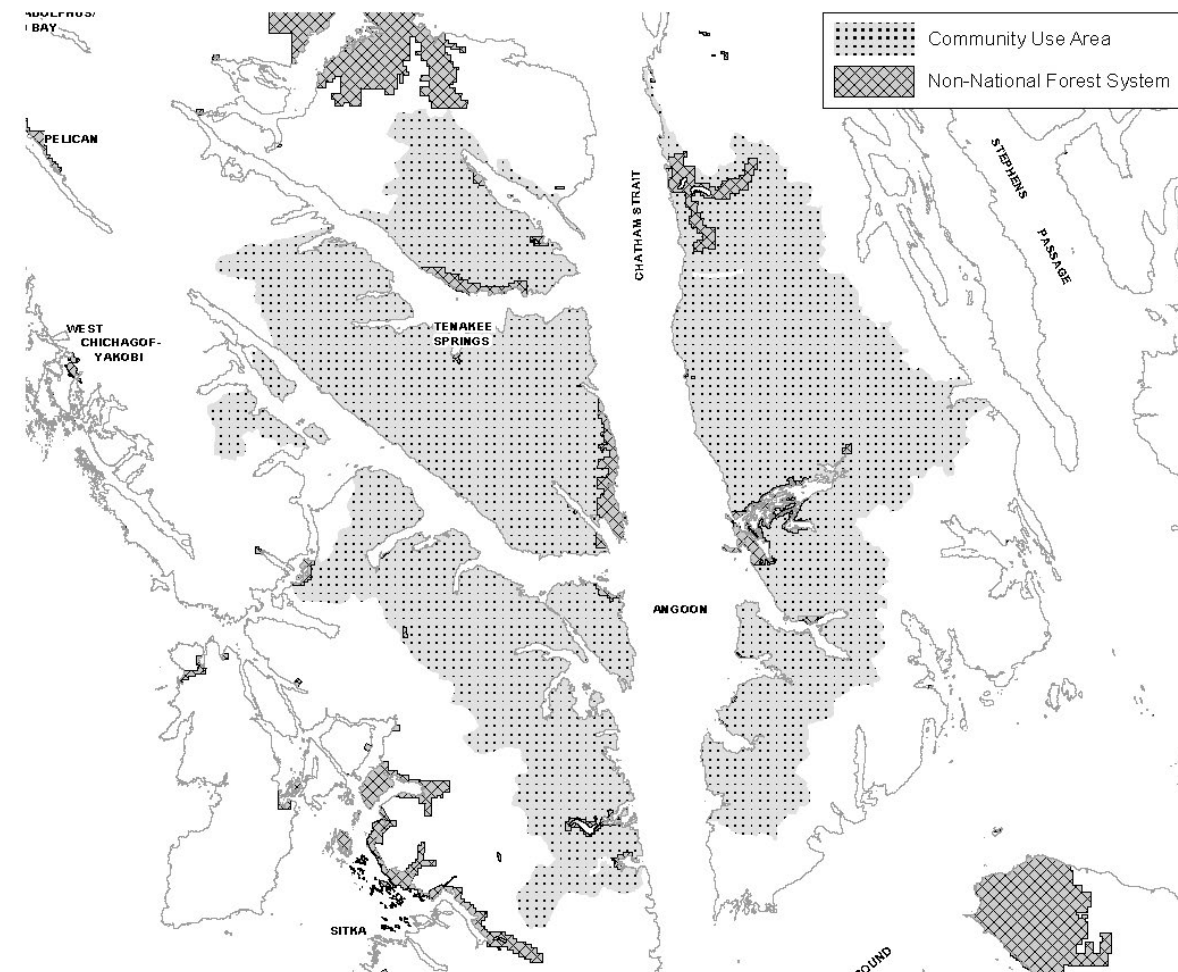 BAY
Community Use Area
Non-National Forest System
PELICAN
STEPHENS
PASSAGE
CHATHAM STRAIT
WEST
CHICHAGOF-
YAKOBI
TENAKEE
SPRINGS
ANGOON
SITKA
OUND